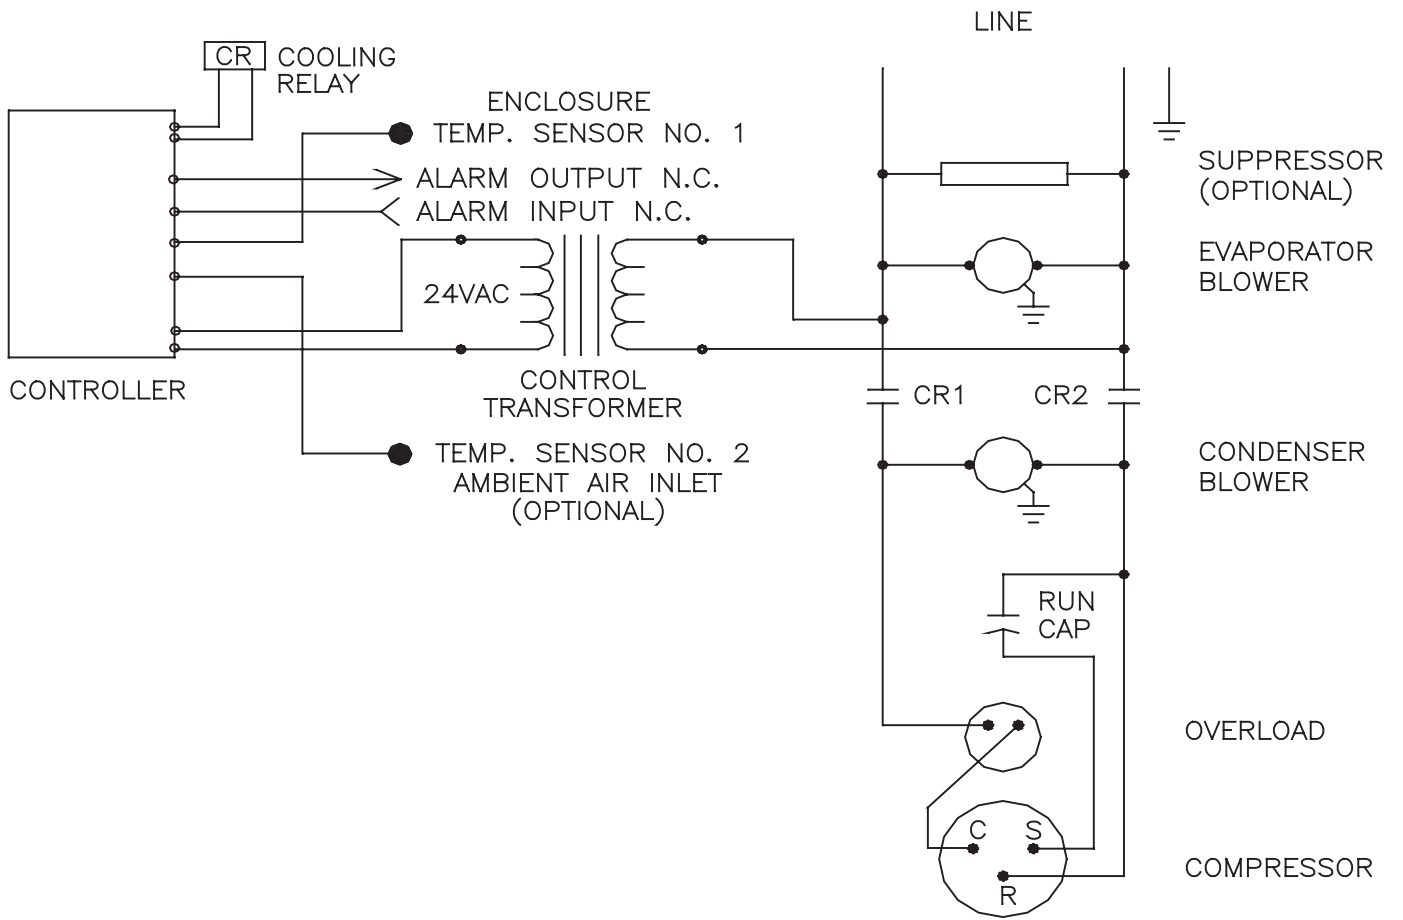 LINE
CR
COOLING
RELAY
ENCLOSURE
TEMP. SENSOR NO. 1
ALARM OUTPUT N.C.
ALARM INPUT N.C.
SUPPRESSOR
(OPTIONAL)
EVAPORATOR
BLOWER
24VAC
CONTROLLER
CONTROL
TRANSFORMER
CR1
CR2
TEMP. SENSOR NO. 2
AMBIENT AIR INLET
(OPTIONAL)
CONDENSER
BLOWER
RUN
CAP
OVERLOAD
C
S
R
COMPRESSOR